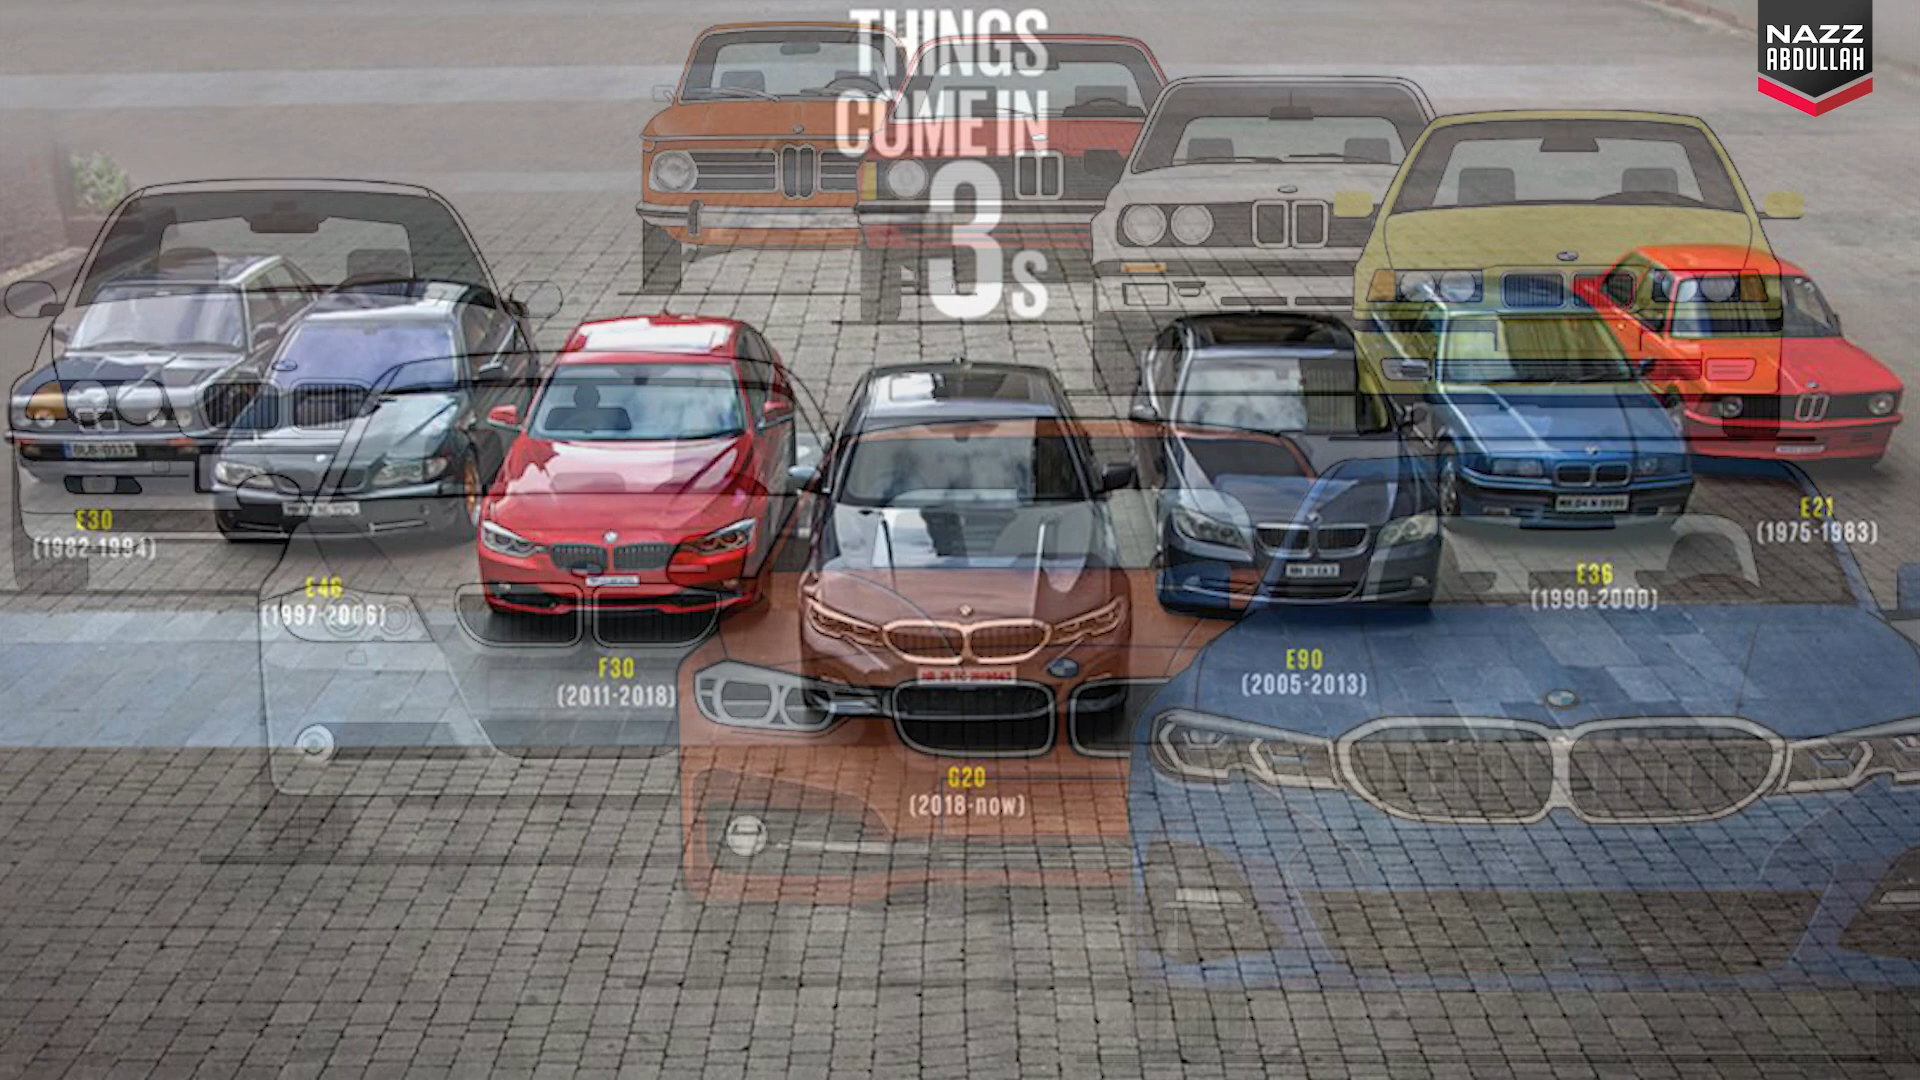 THINGS
COME IN
3s
NAZZ
ABDULLAH
E30
(1982-1994)
E46
(1997-2006)
F30
(2011-2018)
G20
(2018-now)
E90
(2005-2013)
E36
(1990-2000)
E21
(1975-1983)